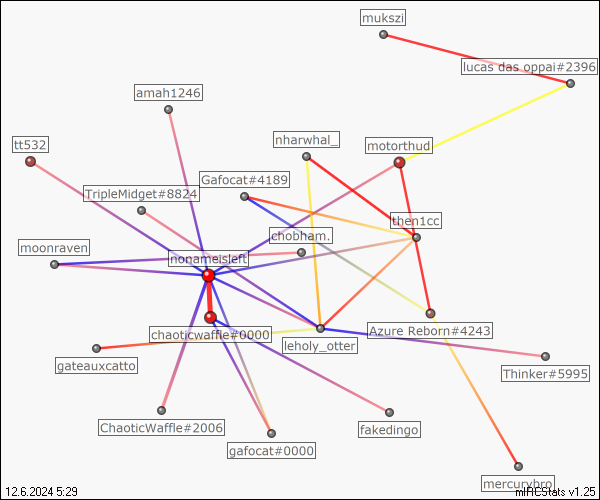 mukszi
lucas das oppai#2396
amah1246
tt532
nharwhal_
motorthud
Gafocat#4189
TripleMidget#8824
then1cc
moonraven
chobham.
nonameisleft
chaoticwaffle#0000
Azure Reborn#4243
leholy_otter
gateauxcatto
Thinker#5995
ChaoticWaffle#2006
fakedingo
gafocat#0000
mercurybro
12.6.2024 5:29
mIRCStats v1.25